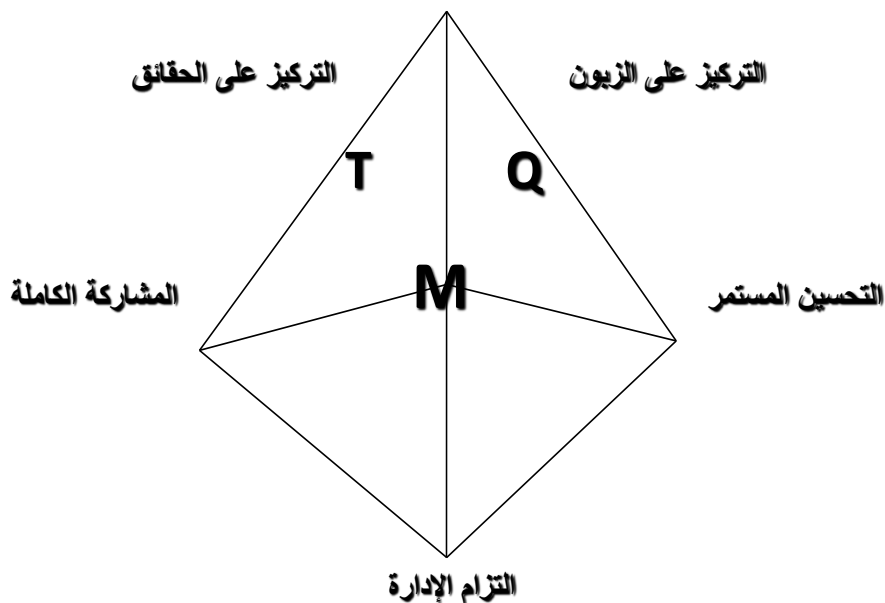 التركيز على الزبون
التركيز على الحقائق
Q
T
M
التحسين المستمر
المشاركة الكاملة
التزام الإدارة